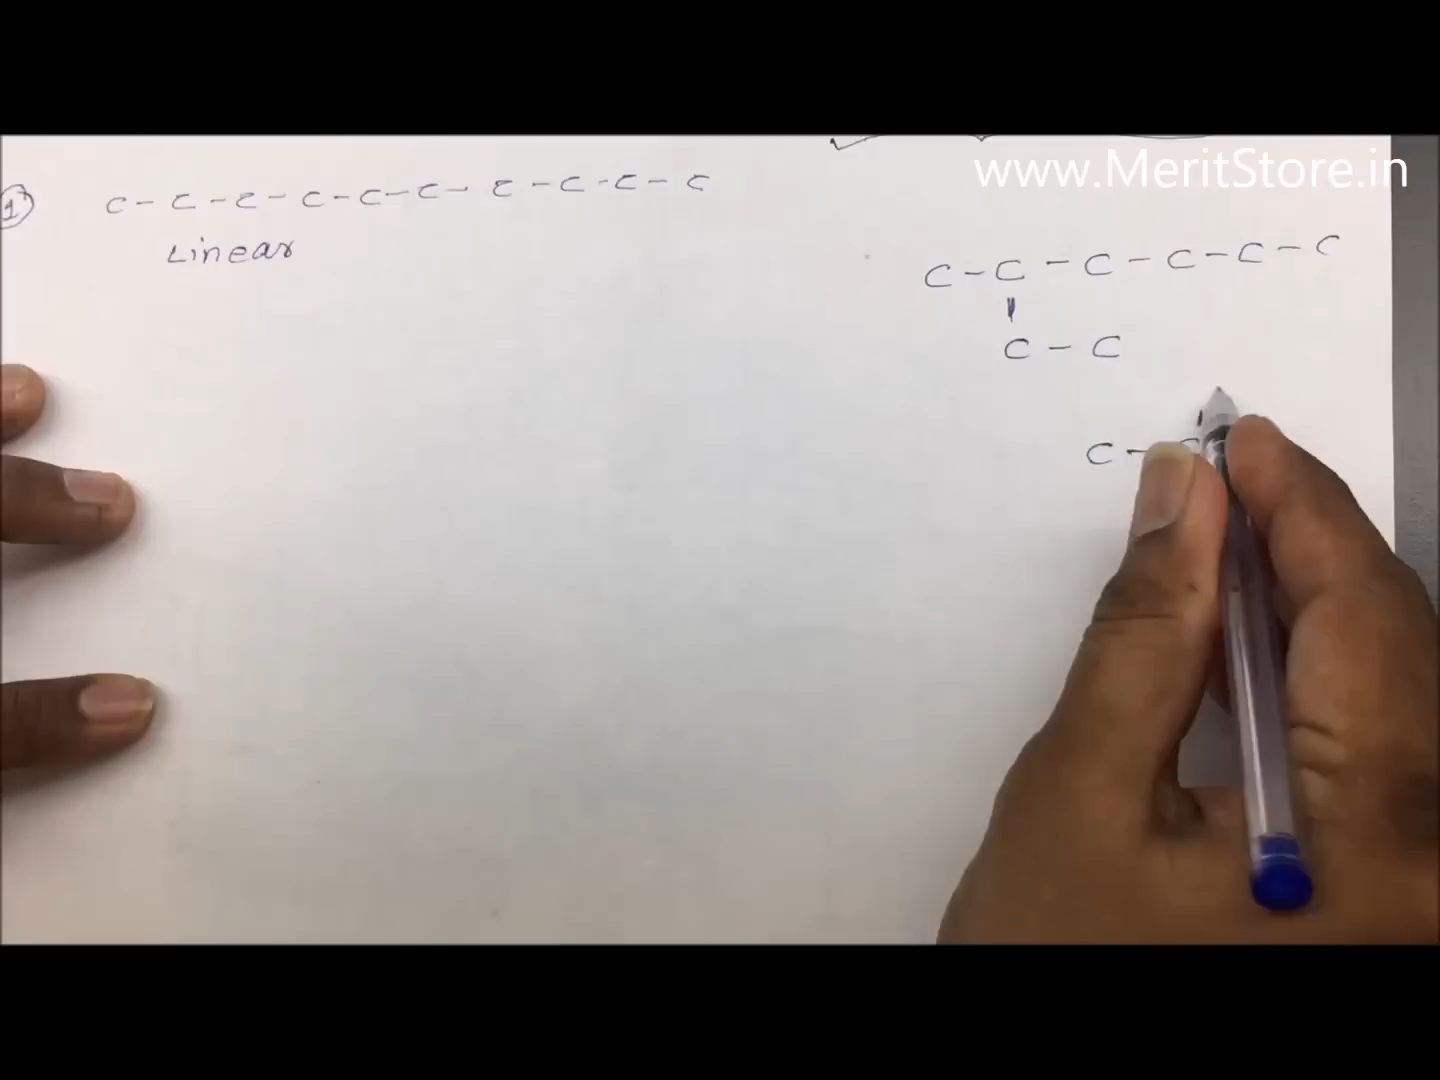 www.MeritStore.in
1 C - C - C - C - C - C - C - C - C - C
Linear
C - C - C - C - C - C
|
C - C
C - C